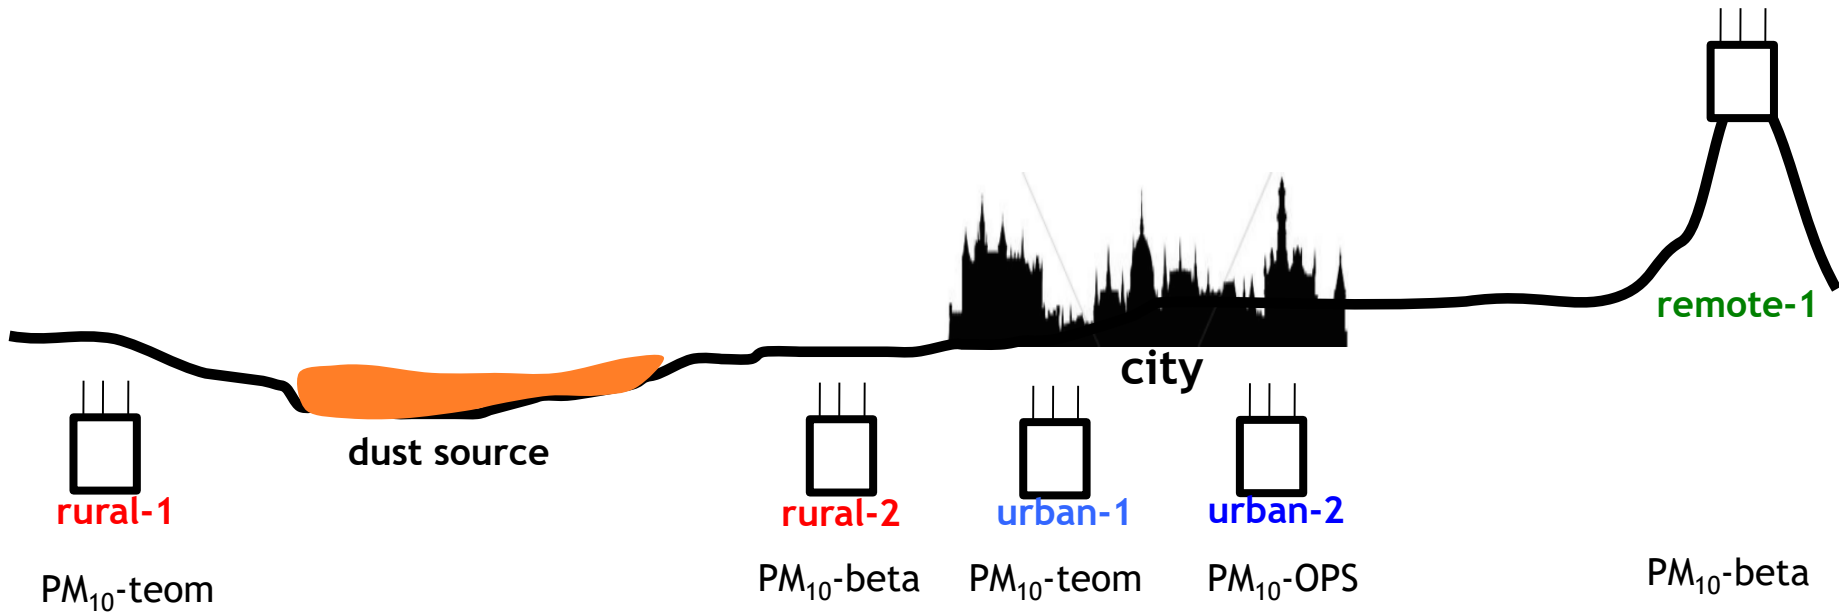 remote-1
city
dust source
rural-1
rural-2
urban-1
urban-2
PM₁₀-teom
PM₁₀-beta
PM₁₀-teom
PM₁₀-OPS
PM₁₀-beta